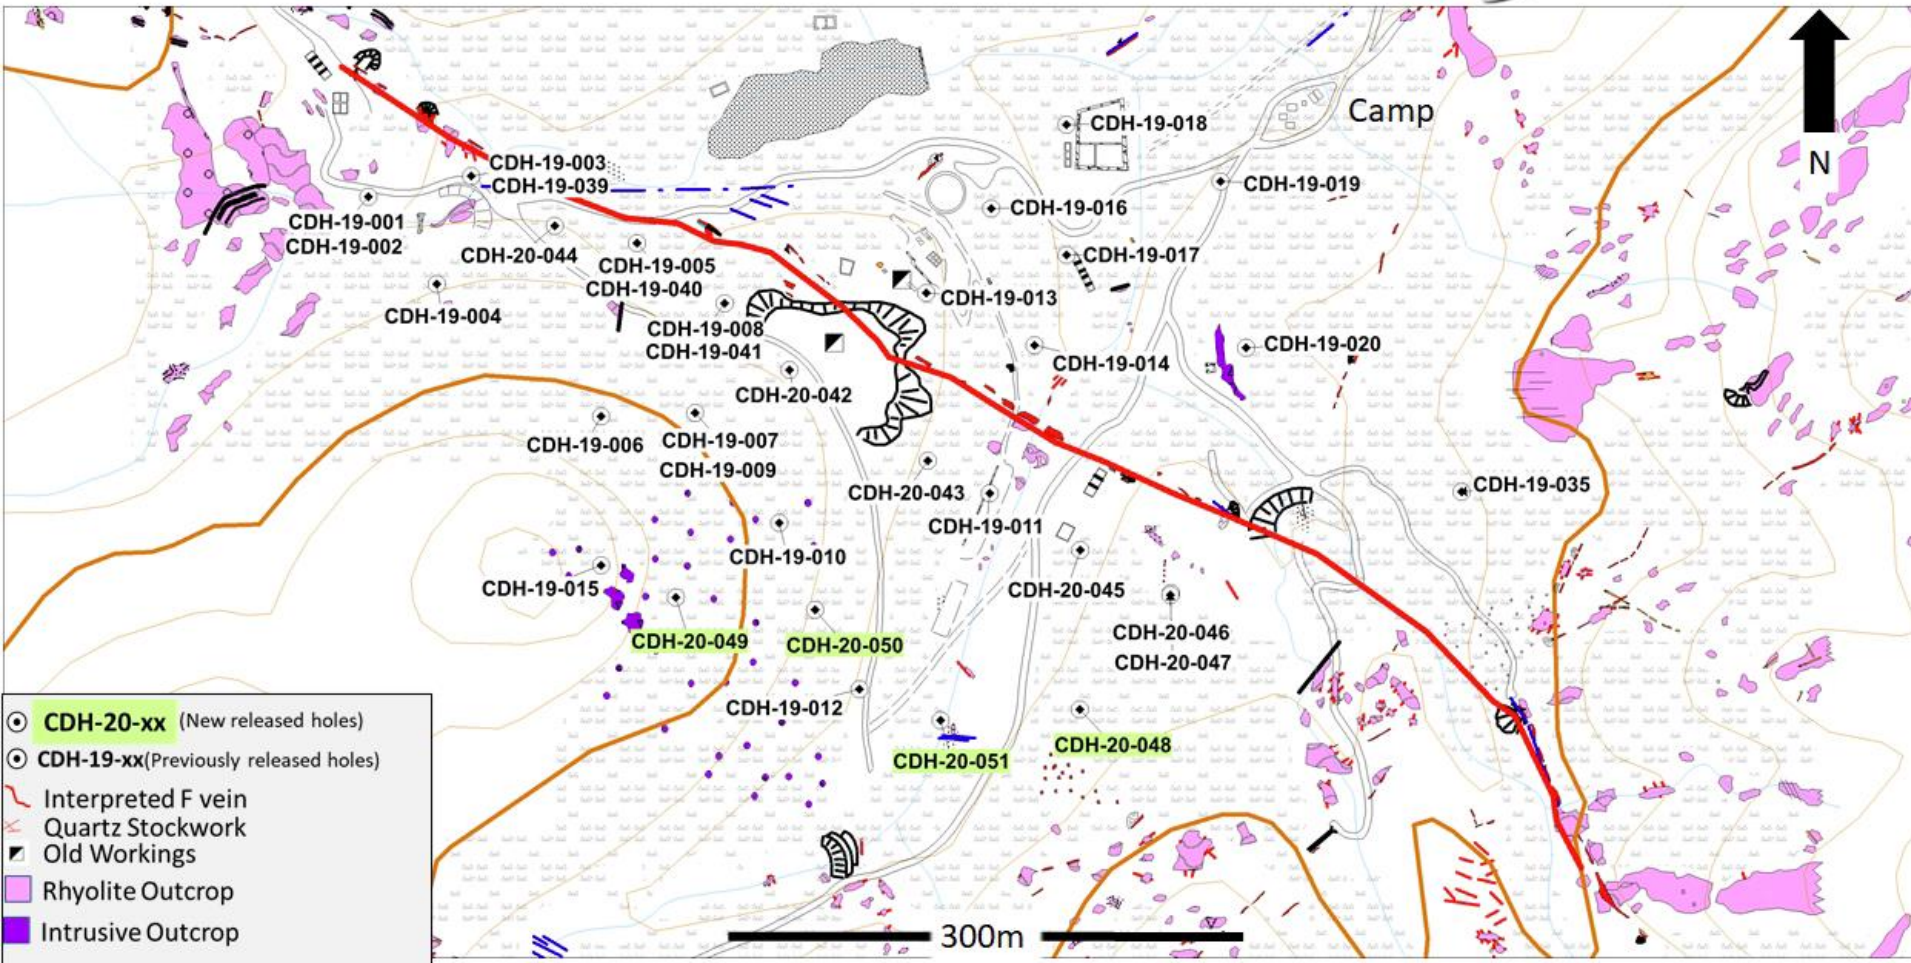 Camp
N
CDH-19-018
CDH-19-003
CDH-19-039
CDH-19-019
CDH-19-016
CDH-19-001
CDH-19-002
CDH-20-044
CDH-19-005
CDH-19-040
CDH-19-017
CDH-19-013
CDH-19-004
CDH-19-008
CDH-19-041
CDH-19-020
CDH-19-014
CDH-20-042
CDH-19-006
CDH-19-007
CDH-19-009
CDH-20-043
CDH-19-035
CDH-19-011
CDH-19-010
CDH-19-015
CDH-20-045
CDH-20-049
CDH-20-050
CDH-20-046
CDH-20-047
CDH-19-012
CDH-20-051
CDH-20-048
CDH-20-xx (New released holes)
CDH-19-xx(Previously released holes)
Interpreted F vein
Quartz Stockwork
Old Workings
Rhyolite Outcrop
Intrusive Outcrop
300m